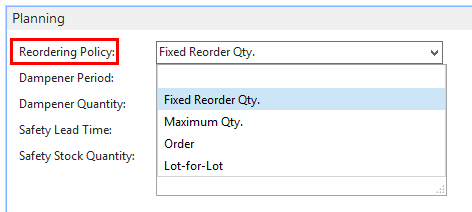 Planning
Reordering Policy: Fixed Reorder Qty.
Dampener Period:
Fixed Reorder Qty.
Dampener Quantity:
Maximum Qty.
Safety Lead Time:
Order
Safety Stock Quantity:
Lot-for-Lot